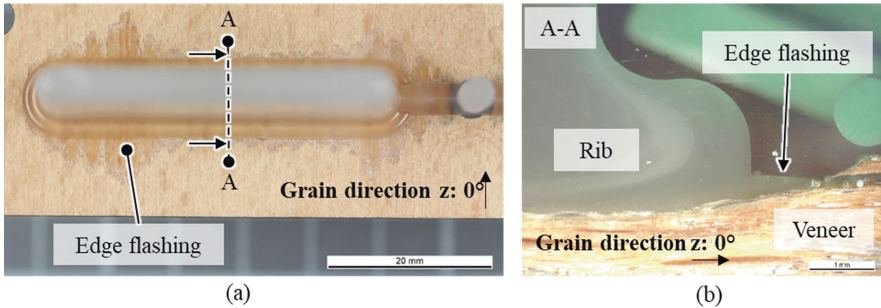 A
A
Grain direction z: 0°
Edge flashing
20 mm
(a)
A-A
Edge flashing
Rib
Veneer
Grain direction z: 0°
1 mm
(b)